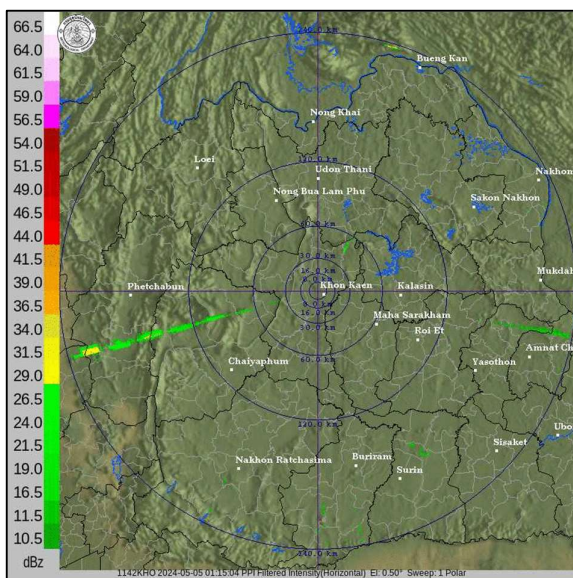 66.5
64.0
61.5
59.0
56.5
54.0
51.5
49.0
46.5
44.0
41.5
39.0
36.5
34.0
31.5
29.0
26.5
24.0
21.5
19.0
16.5
11.5
10.5
dBz
240.0 km
Bueng Kan
Nong Khai
Loei
Udon Thani
Nakhon
Nong Bua Lam Phu
Sakon Nakhon
30.0 km
Mukdah
Phetchabun
Khon Kaen
Kalasin
Maha Sarakham
30.0 km
Roi Et
Amnat Ch
60.0 km
Chaiyaphum
Yasothon
120.0 km
Ubo
Sisaket
Nakhon Ratchasima
Buriram
Surin
240.0 km
1142KHO 2024-05-05 01:15:04 PPI Filtered Intensity(Horizontal) El: 0.50° Sweep: 1 Polar